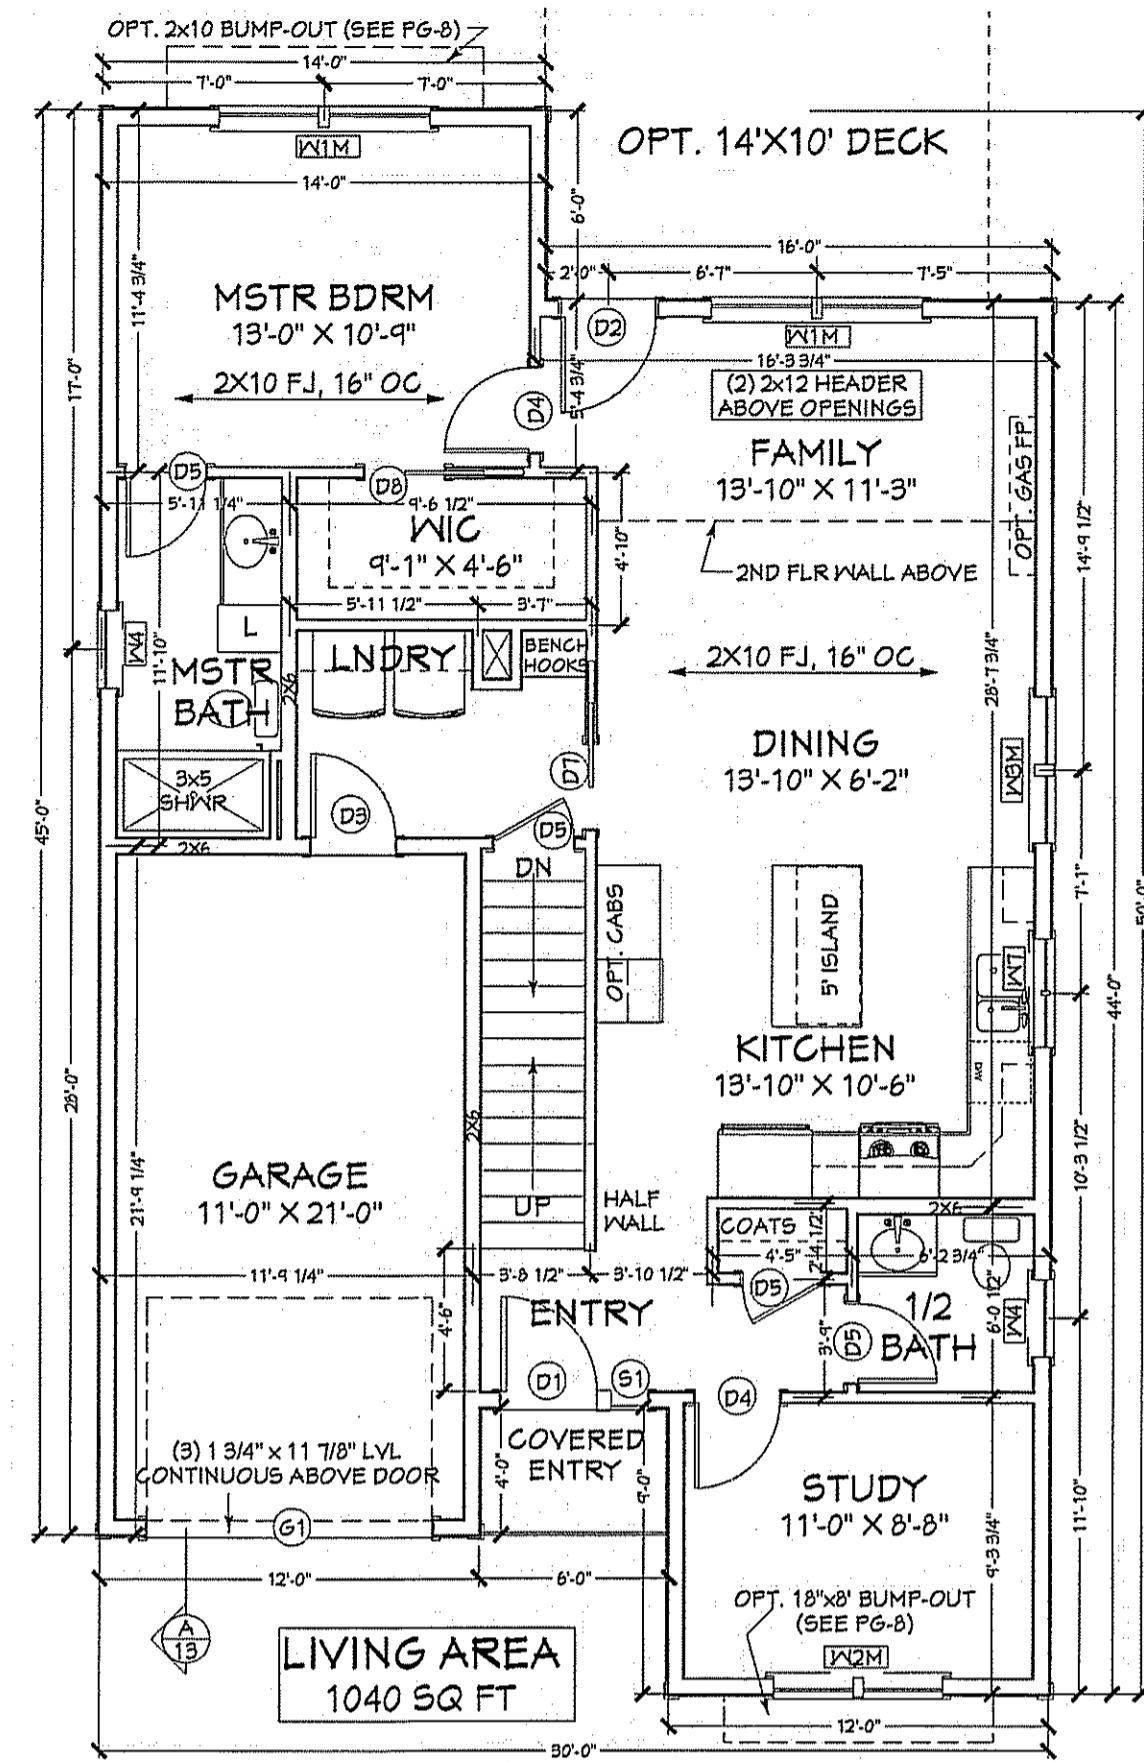 OPT. 2x10 BUMP-OUT (SEE PG-8)
14'-0"
7'-0" 7'-0"
W1M
14'-0"
OPT. 14'X10' DECK
6'-0"
16'-0"
2'-0" 6'-7" 7'-5"
11'-4 3/4"
MSTR BDRM
13'-0" X 10'-9"
2X10 FJ, 16" OC
D2
W1M
16'-3 3/4"
(2) 2x12 HEADER
ABOVE OPENINGS
5'-4 3/4"
D4
17'-0"
FAMILY
13'-10" X 11'-3"
OPT. GAS FP
D5
D8
5'-11 1/4" 9'-6 1/2"
WIC
9'-1" X 4'-6"
4'-10"
14'-9 1/2"
2ND FLR WALL ABOVE
5'-11 1/2" 3'-7"
L
W4
11'-10"
MSTR
BATH
2X6
LNDRY
BENCH
HOOKS
2X10 FJ, 16" OC
28'-7 3/4"
DINING
13'-10" X 6'-2"
W3M
3x5
SHWR
D3
D7
D5
2X6
45'-0"
DN
OPT. CABS
5' ISLAND
W7
7'-1"
50'-0"
44'-0"
KITCHEN
13'-10" X 10'-6"
DW
28'-0"
2X6
GARAGE
11'-0" X 21'-0"
21'-9 1/4"
UP
HALF
WALL
COATS
2X6
10'-3 1/2"
4'-5" 2'-4 1/2" 6'-2 3/4"
11'-9 1/4" 3'-8 1/2" 3'-10 1/2"
D5
ENTRY
4'-6"
3'-9"
D5
1/2
BATH
6'-0 1/2"
W4
D1
S1
D4
COVERED
ENTRY
4'-0"
9'-0"
(3) 1 3/4" x 11 7/8" LVL
CONTINUOUS ABOVE DOOR
G1
STUDY
11'-0" X 8'-8"
9'-3 3/4"
11'-10"
12'-0" 6'-0"
OPT. 18"x8' BUMP-OUT
(SEE PG-8)
A
13
W2M
LIVING AREA
1040 SQ FT
12'-0"
30'-0"